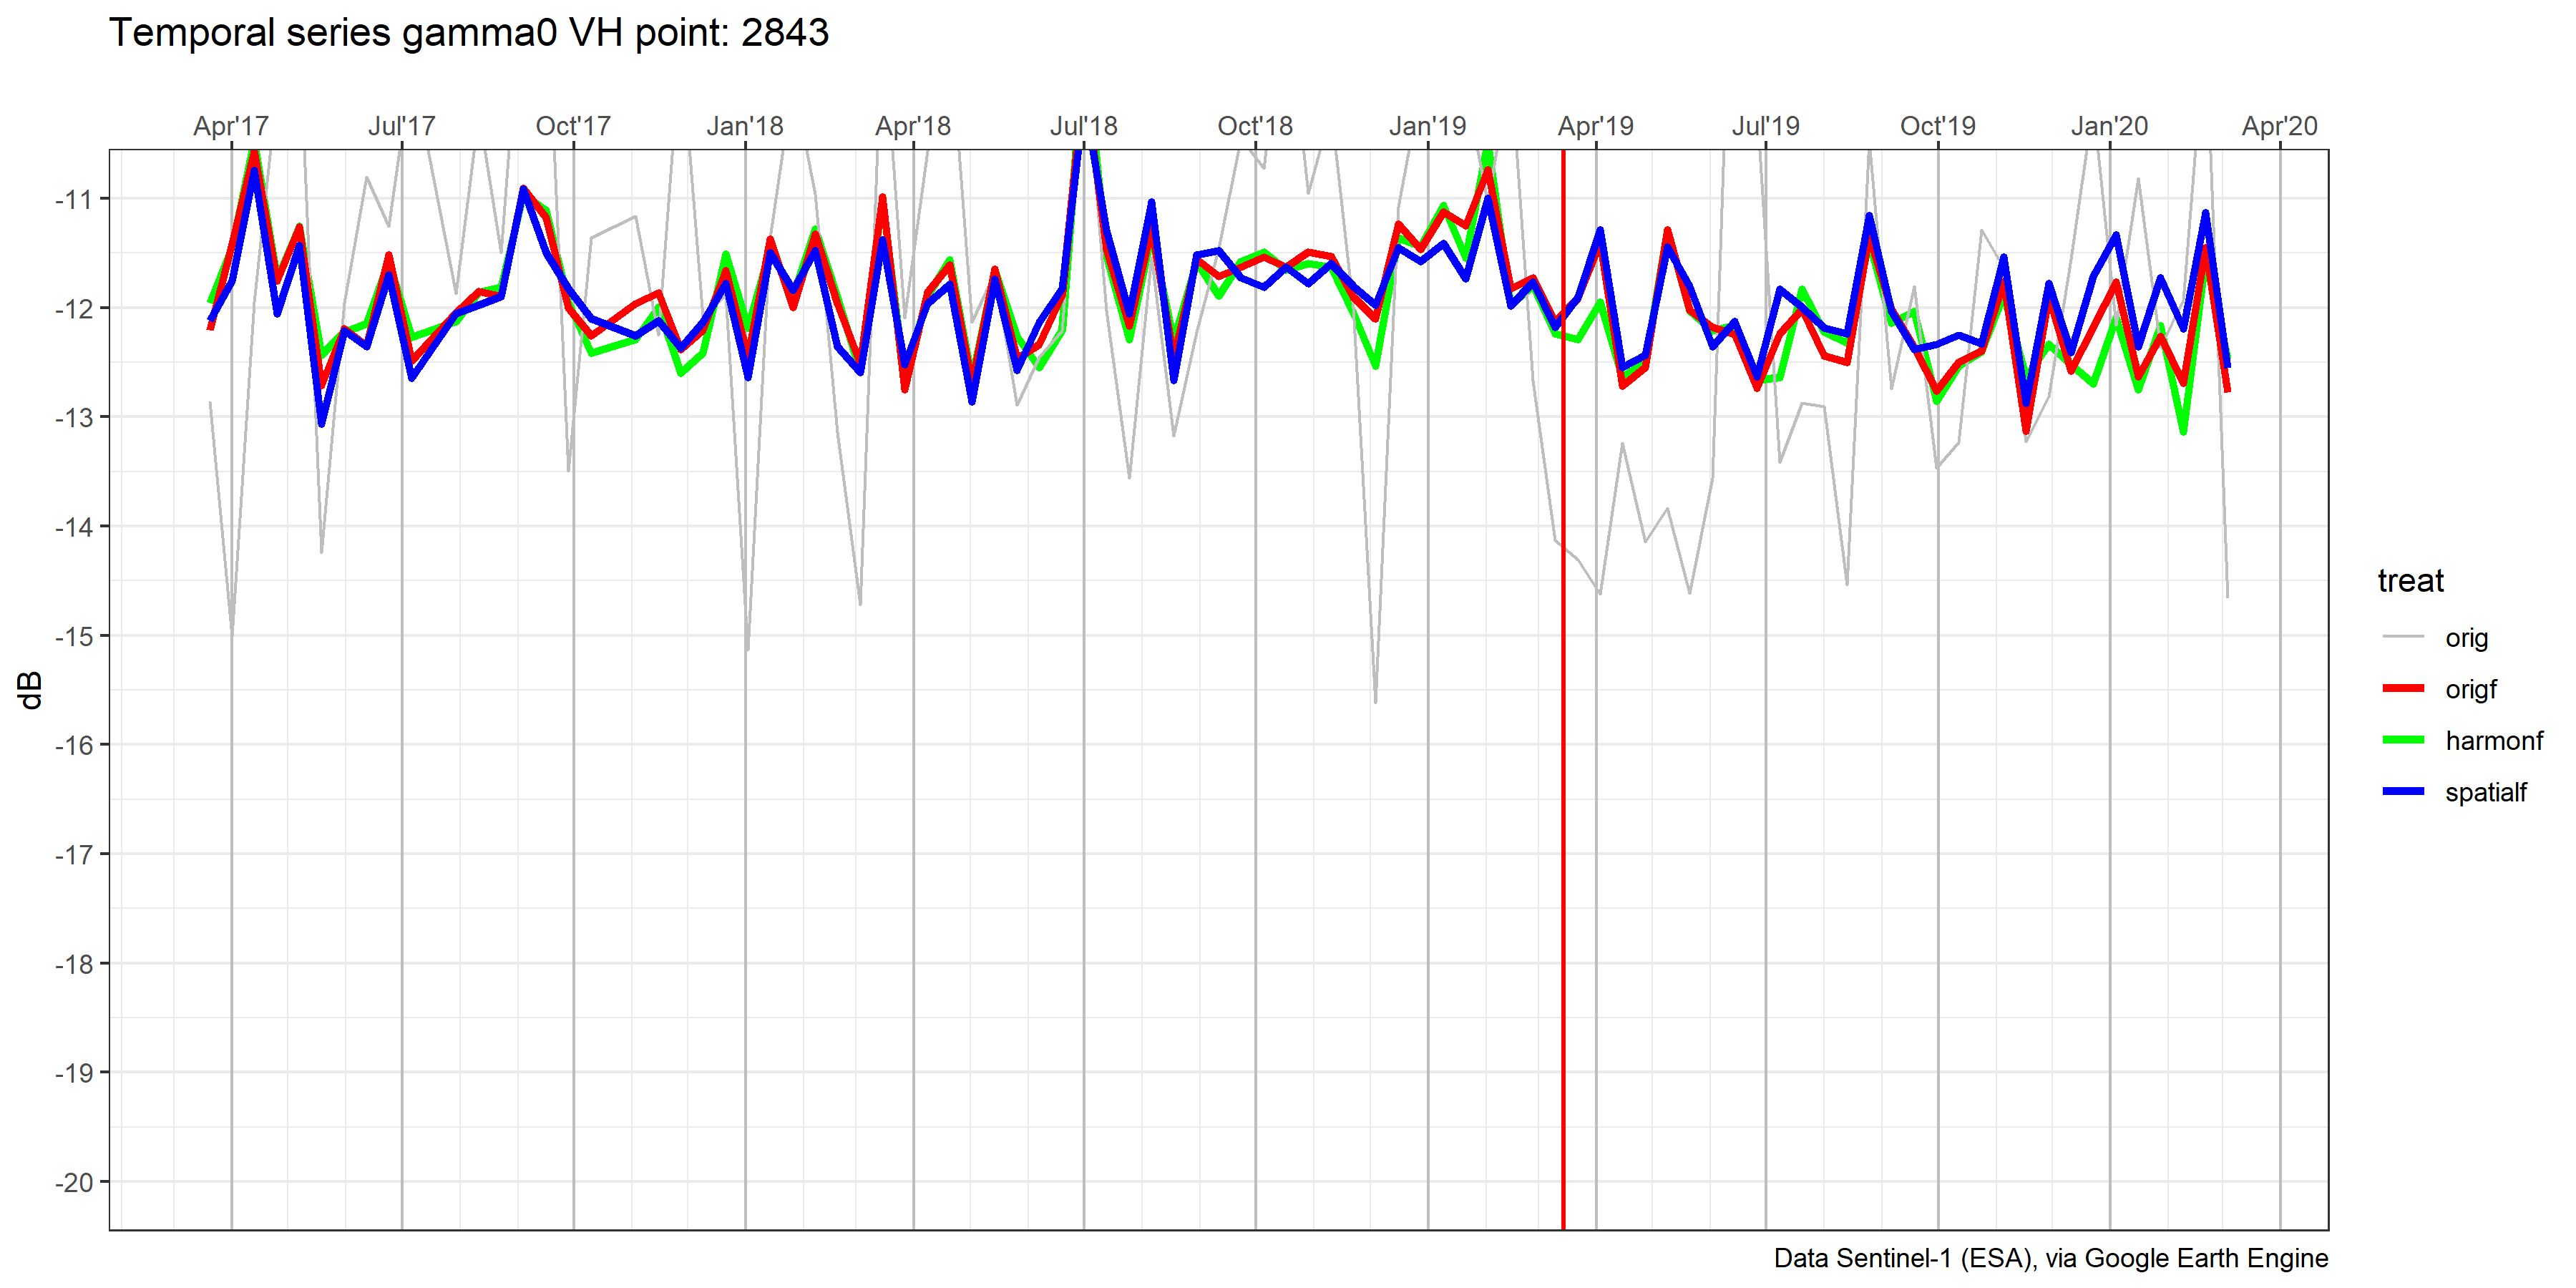 Temporal series gamma0 VH point: 2843
Apr'17 Jul'17 Oct'17 Jan'18 Apr'18 Jul'18 Oct'18 Jan'19 Apr'19 Jul'19 Oct'19 Jan'20 Apr'20
-11
-12
-13
-14
-15
-16
-17
-18
-19
-20
dB
treat
orig
origf
harmonf
spatialf
Data Sentinel-1 (ESA), via Google Earth Engine